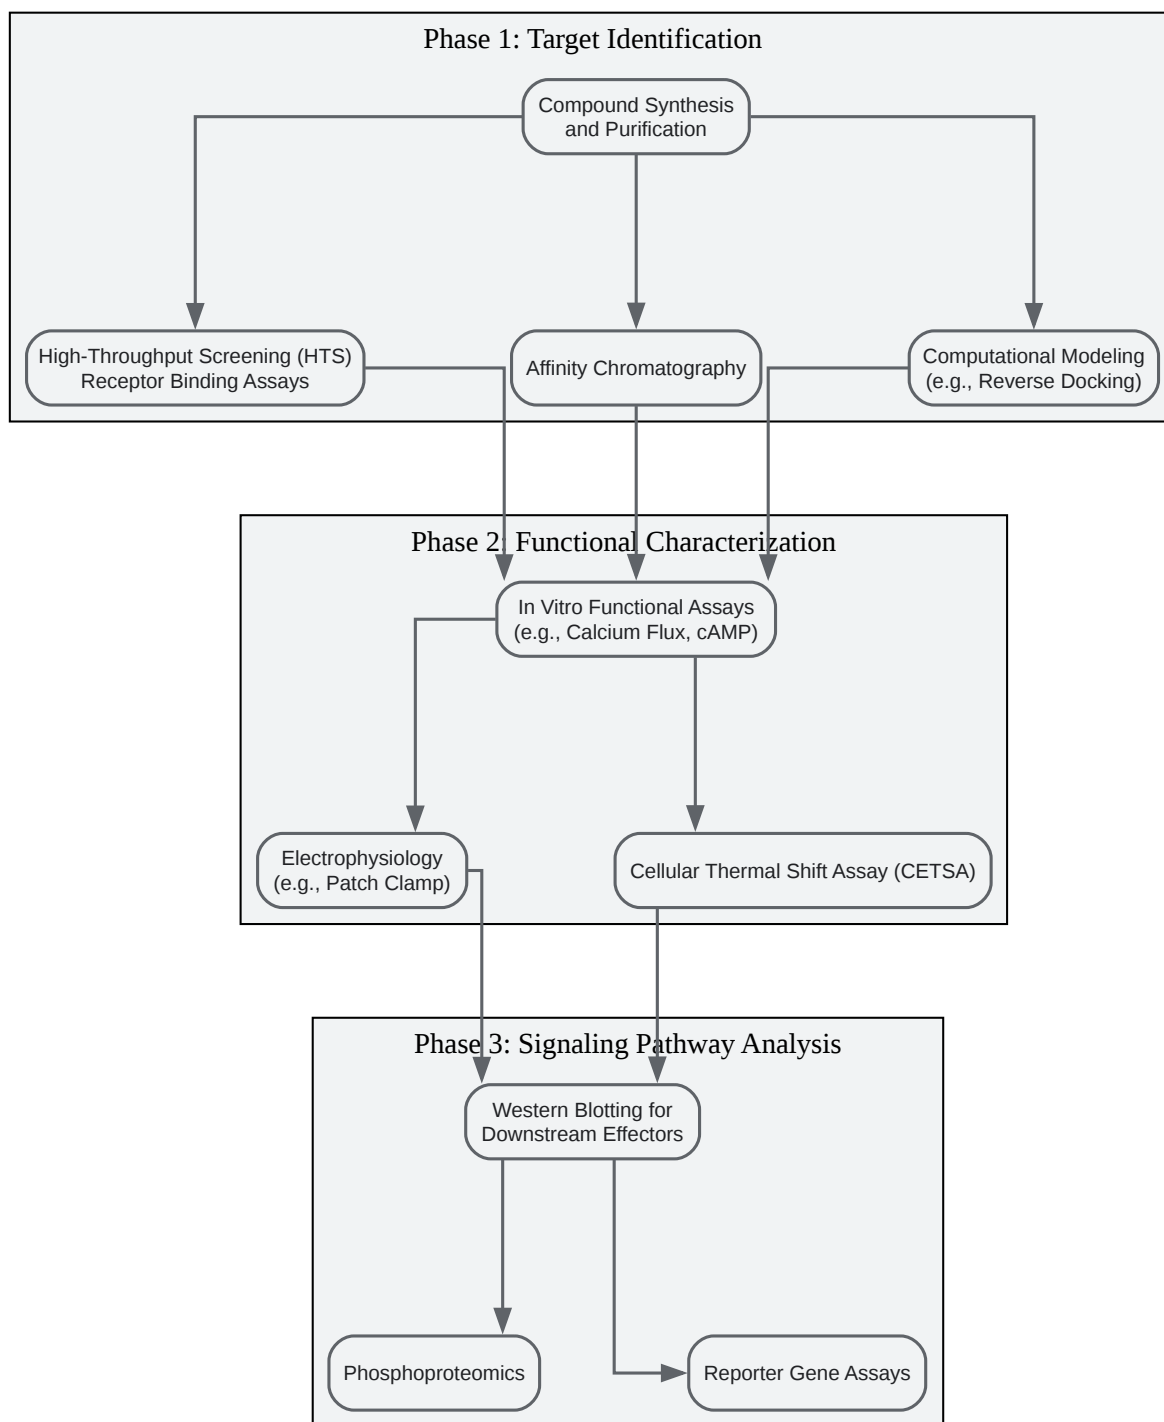 Phase 1: Target Identification
Compound Synthesis
and Purification
High-Throughput Screening (HTS)
Receptor Binding Assays
Affinity Chromatography
Computational Modeling
(e.g., Reverse Docking)
Phase 2: Functional Characterization
In Vitro Functional Assays
(e.g., Calcium Flux, cAMP)
Electrophysiology
(e.g., Patch Clamp)
Cellular Thermal Shift Assay (CETSA)
Phase 3: Signaling Pathway Analysis
Western Blotting for
Downstream Effectors
Phosphoproteomics
Reporter Gene Assays